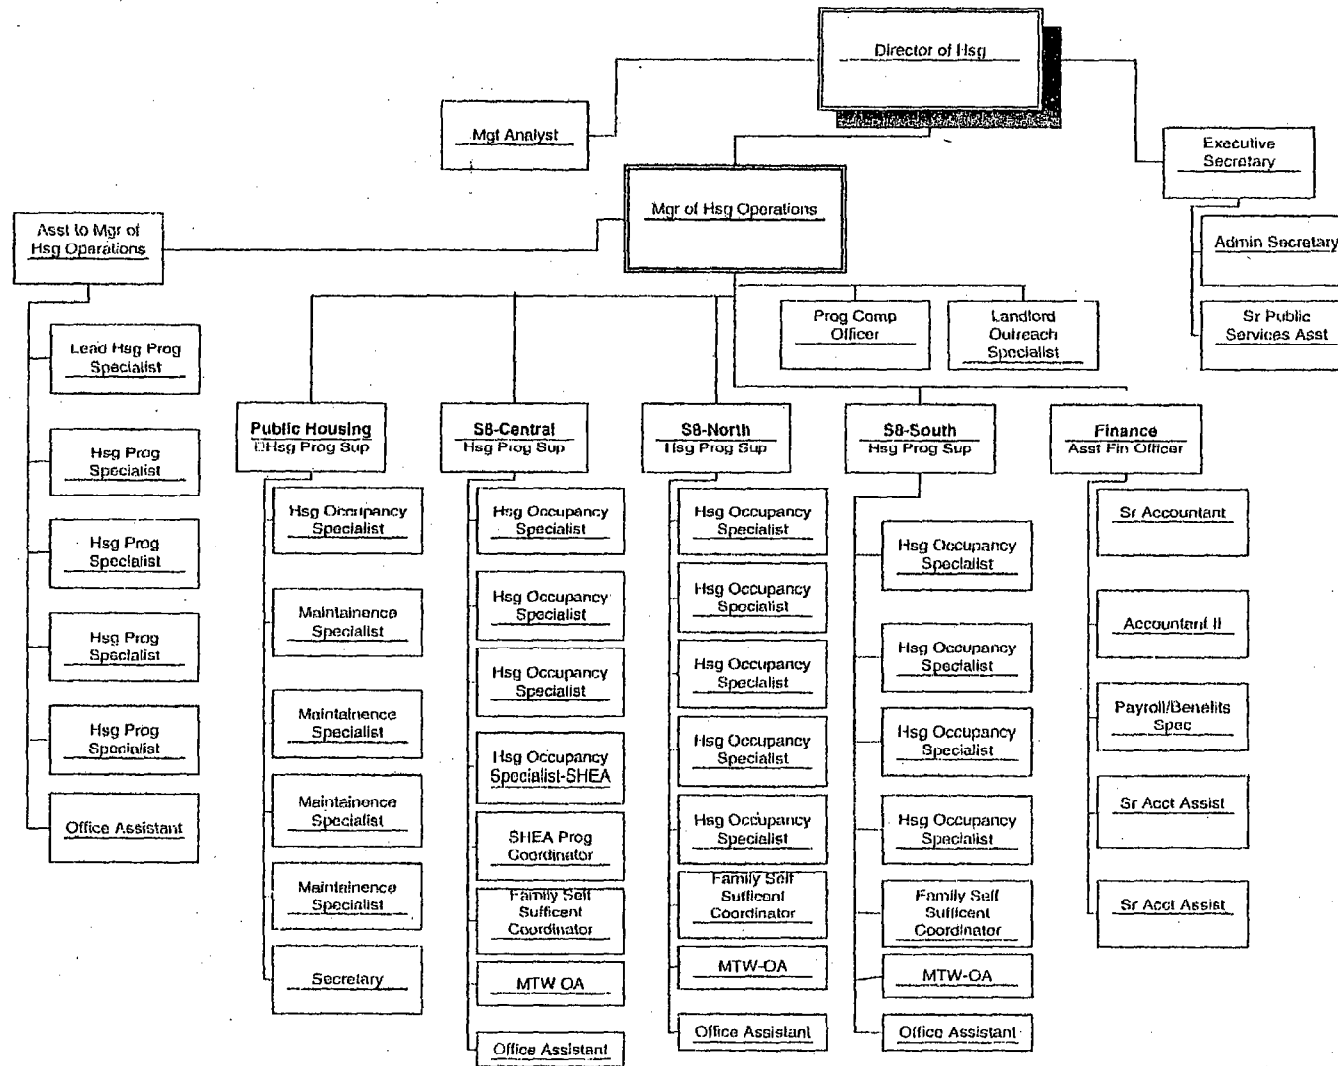 Director of Hsg
Mgt Analyst
Executive
Secretary
Mgr of Hsg Operations
Asst to Mgr of
Hsg Operations
Admin Secretary
Sr Public
Services Asst
Prog Comp
Officer
Landlord
Outreach
Specialist
Lead Hsg Prog
Specialist
Hsg Prog
Specialist
Hsg Prog
Specialist
Hsg Prog
Specialist
Hsg Prog
Specialist
Office Assistant
Public Housing
Hsg Prog Sup
Hsg Occupancy
Specialist
Maintainence
Specialist
Maintainence
Specialist
Maintainence
Specialist
Maintainence
Specialist
Secretary
S8-Central
Hsg Prog Sup
Hsg Occupancy
Specialist
Hsg Occupancy
Specialist
Hsg Occupancy
Specialist
Hsg Occupancy
Specialist-SHEA
SHEA Prog
Coordinator
Family Self
Sufficent
Coordinator
MTW OA
Office Assistant
S8-North
Hsg Prog Sup
Hsg Occupancy
Specialist
Hsg Occupancy
Specialist
Hsg Occupancy
Specialist
Hsg Occupancy
Specialist
Hsg Occupancy
Specialist
Family Self
Sufficent
Coordinator
MTW-OA
Office Assistant
S8-South
Hsg Prog Sup
Hsg Occupancy
Specialist
Hsg Occupancy
Specialist
Hsg Occupancy
Specialist
Hsg Occupancy
Specialist
Family Self
Sufficent
Coordinator
MTW-OA
Office Assistant
Finance
Asst Fin Officer
Sr Accountant
Accountant II
Payroll/Benefits
Spec
Sr Acct Assist
Sr Acct Assist